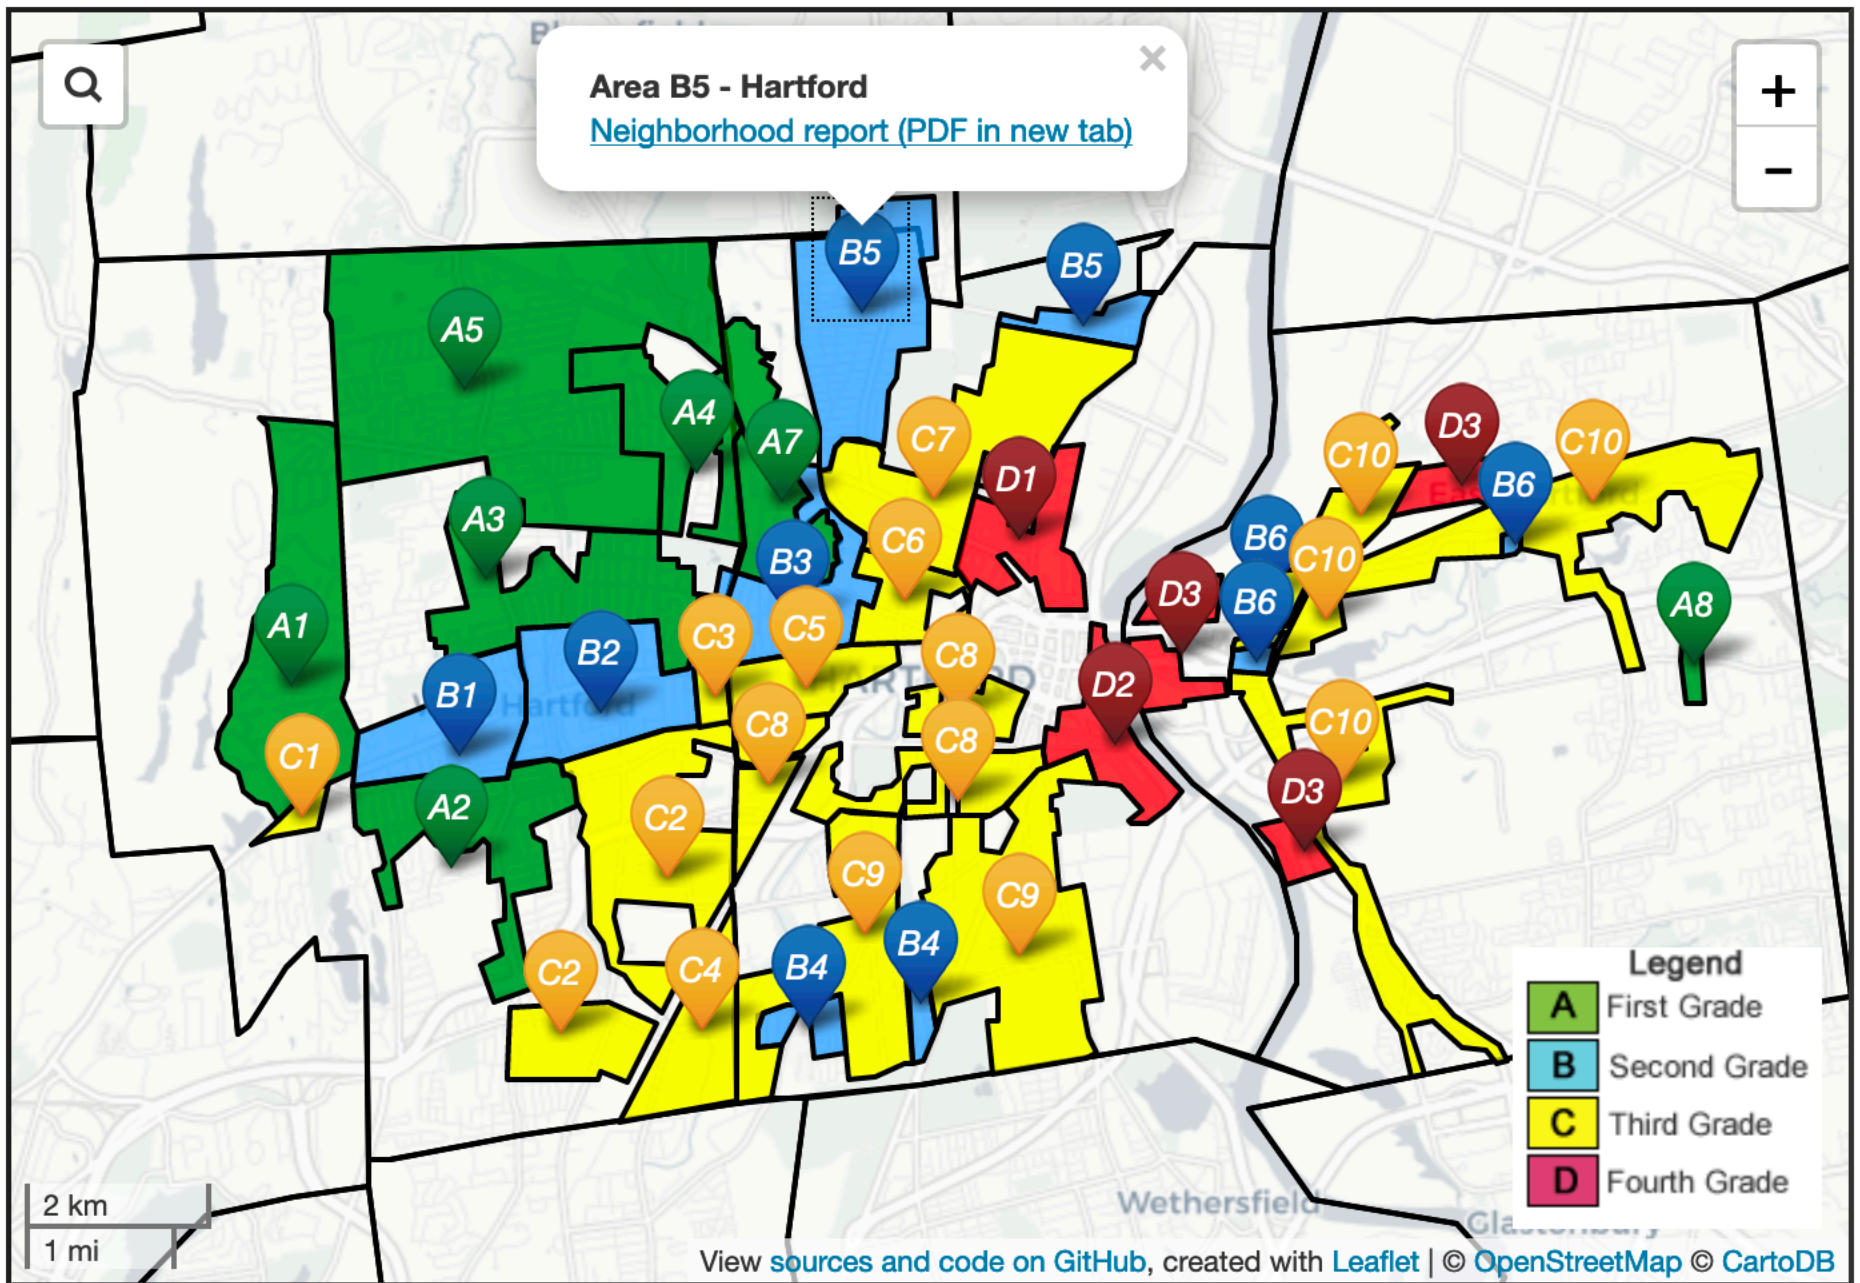 Area B5 - Hartford
×
Neighborhood report (PDF in new tab)
+
−
B5
B5
A5
A4
A7
C7
D1
C10
D3
C10
B6
A3
C6
B3
B6
C10
D3
B6
A8
A1
B2
C3
C5
C8
HARTFORD
D2
B1
Hartford
C8
C8
C10
C1
A2
C2
D3
C9
C9
C2
C4
B4
B4
Legend
A First Grade
B Second Grade
C Third Grade
D Fourth Grade
Wethersfield
Glastonbury
2 km
1 mi
View sources and code on GitHub, created with Leaflet | © OpenStreetMap © CartoDB